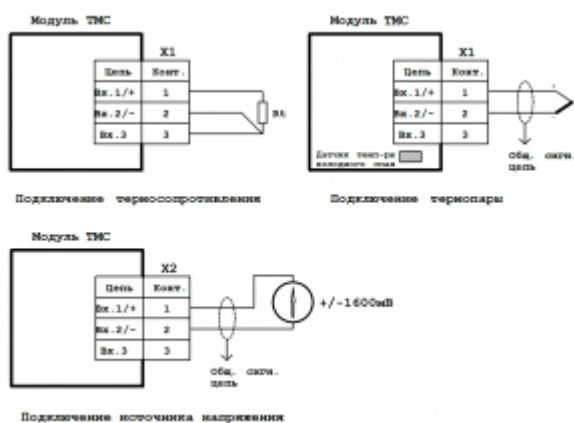 Модуль ТМС
X1
Цепь Конт.
Вх.1/+ 1
Вх.2/- 2
Вх.3 3
Rt
Подключение термосопротивления
Модуль ТМС
X1
Цепь Конт.
Вх.1/+ 1
Вх.2/- 2
Вх.3 3
Датчик темп-ры
холодного спая
Общ. сигн.
цепь
Подключение термопары
Модуль ТМС
X2
Цепь Конт.
Вх.1/+ 1
Вх.2/- 2
Вх.3 3
+/-1600мВ
Общ. сигн.
цепь
Подключение источника напряжения